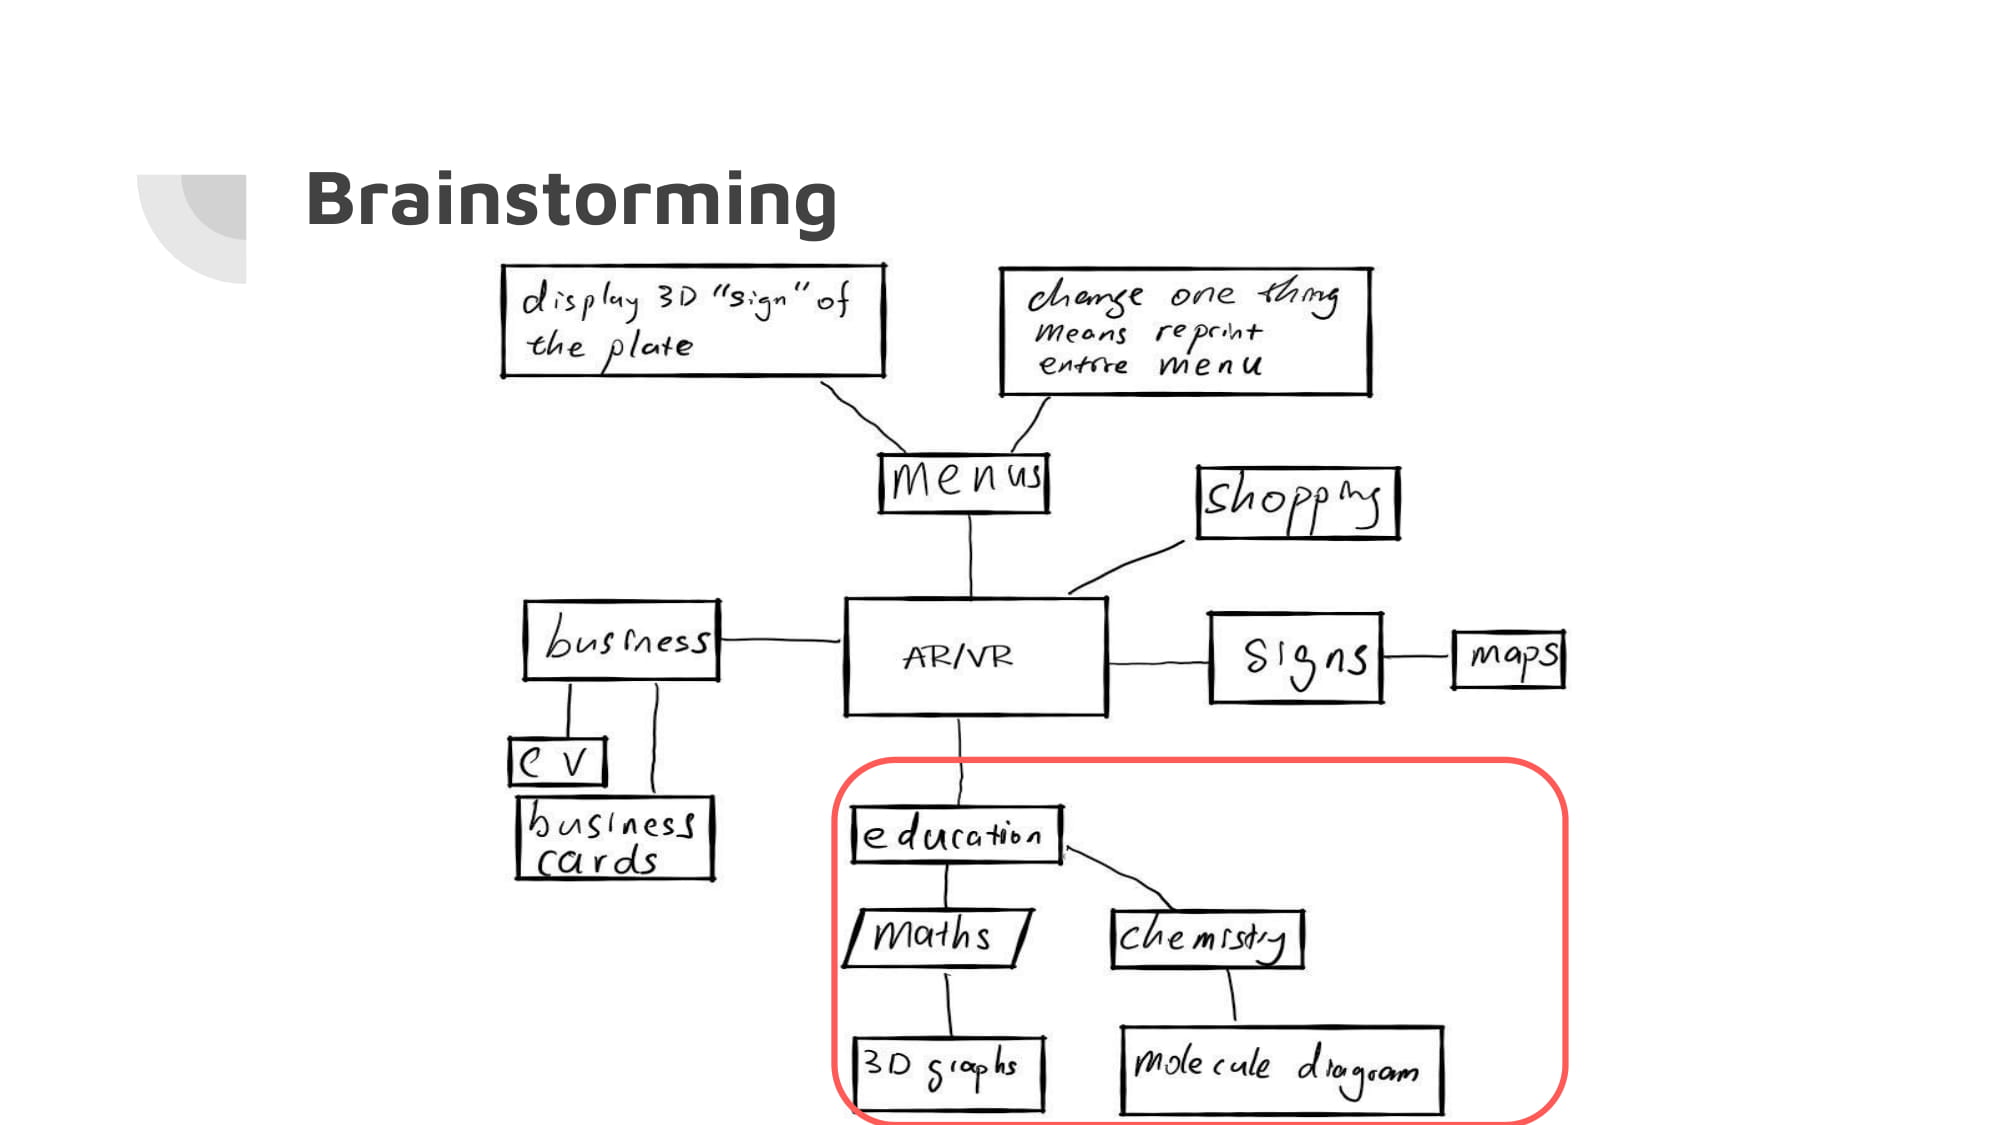 Brainstorming
display 3D "sign" of
the plate
change one thing
means reprint
entire menu
menus
shopping
business
AR/VR
signs
maps
cv
business
cards
education
maths
chemistry
3D graphs
molecule diagram